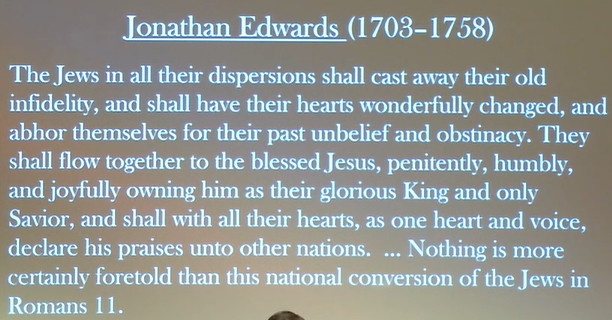 Jonathan Edwards (1703–1758)
The Jews in all their dispersions shall cast away their old
infidelity, and shall have their hearts wonderfully changed, and
abhor themselves for their past unbelief and obstinacy. They
shall flow together to the blessed Jesus, penitently, humbly,
and joyfully owning him as their glorious King and only
Savior, and shall with all their hearts, as one heart and voice,
declare his praises unto other nations. ... Nothing is more
certainly foretold than this national conversion of the Jews in
Romans 11.